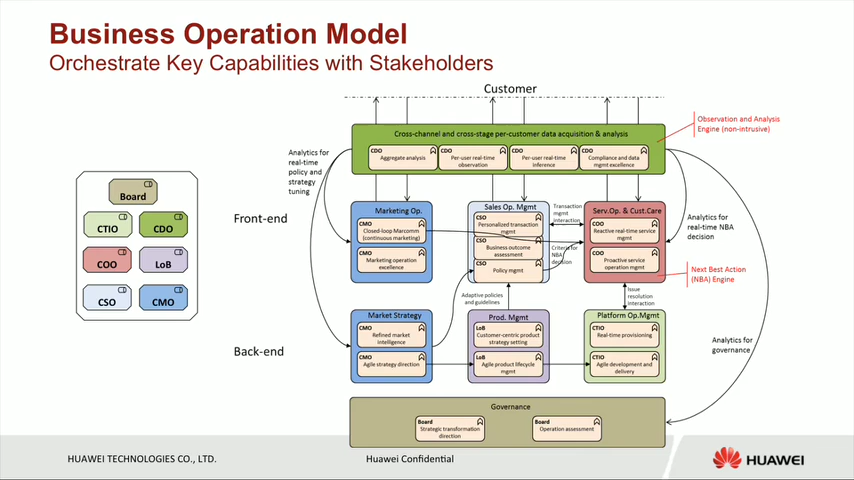 Business Operation Model
Orchestrate Key Capabilities with Stakeholders
Customer
Observation and Analysis
Engine (non-intrusive)
Cross-channel and cross-stage per-customer data acquisition & analysis
CDO
Aggregate analysis
CDO
Per-user real-time
observation
CDO
Per-user real-time
inference
CDO
Compliance and data
mgmt excellence
Analytics for
real-time
policy and
strategy
tuning
Board
CTIO
CDO
COO
LoB
CSO
CMO
Front-end
Marketing Op.
CMO
Closed-loop Marcomm
(continuous marketing)
CMO
Marketing operation
excellence
Sales Op. Mgmt
CSO
Personalized transaction
mgmt
CSO
Business outcome
assessment
CSO
Policy mgmt
Transaction
mgmt
interaction
Criteria for
NBA
decision
Serv.Op. & Cust.Care
COO
Reactive real-time service
mgmt
COO
Proactive service
operation mgmt
Analytics for
real-time NBA
decision
Next Best Action
(NBA) Engine
Adaptive policies
and guidelines
Issue
resolution
interaction
Back-end
Market Strategy
CMO
Refined market
intelligence
CMO
Agile strategy direction
Prod. Mgmt
LoB
Customer-centric product
strategy setting
LoB
Agile product lifecycle
mgmt
Platform Op.Mgmt
CTIO
Real-time provisioning
CTIO
Agile development and
delivery
Analytics for
governance
Governance
Board
Strategic transformation
direction
Board
Operation assessment
HUAWEI TECHNOLOGIES CO., LTD.
Huawei Confidential
HUAWEI